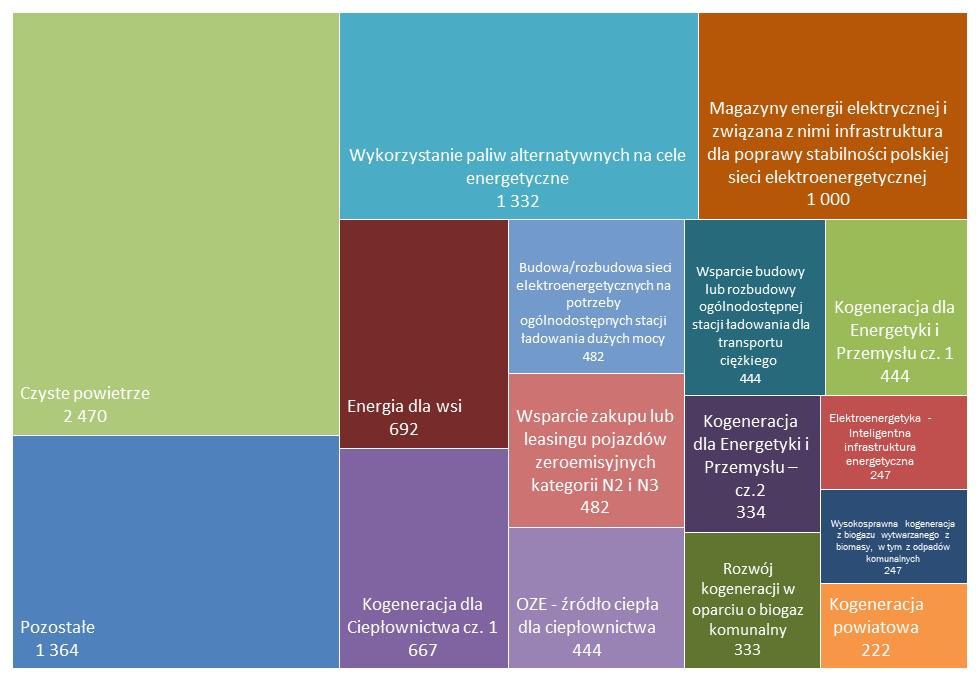 Czyste powietrze
2 470
Pozostałe
1 364
Wykorzystanie paliw alternatywnych na cele
energetyczne
1 332
Magazyny energii elektrycznej i
związana z nimi infrastruktura
dla poprawy stabilności polskiej
sieci elektroenergetycznej
1 000
Energia dla wsi
692
Kogeneracja dla
Ciepłownictwa cz. 1
667
Budowa/rozbudowa sieci
elektroenergetycznych na
potrzeby
ogólnodostępnych stacji
ładowania dużych mocy
482
Wsparcie zakupu lub
leasingu pojazdów
zeroemisyjnych
kategorii N2 i N3
482
OZE - źródło ciepła
dla ciepłownictwa
444
Wsparcie budowy
lub rozbudowy
ogólnodostępnej
stacji ładowania dla
transportu
ciężkiego
444
Kogeneracja dla
Energetyki i
Przemysłu cz. 1
444
Kogeneracja
dla Energetyki i
Przemysłu –
cz.2
334
Rozwój
kogeneracji w
oparciu o biogaz
komunalny
333
Elektroenergetyka -
Inteligentna
infrastruktura
energetyczna
247
Wysokosprawna kogeneracja
z biogazu wytwarzanego z
biomasy, w tym z odpadów
komunalnych
247
Kogeneracja
powiatowa
222